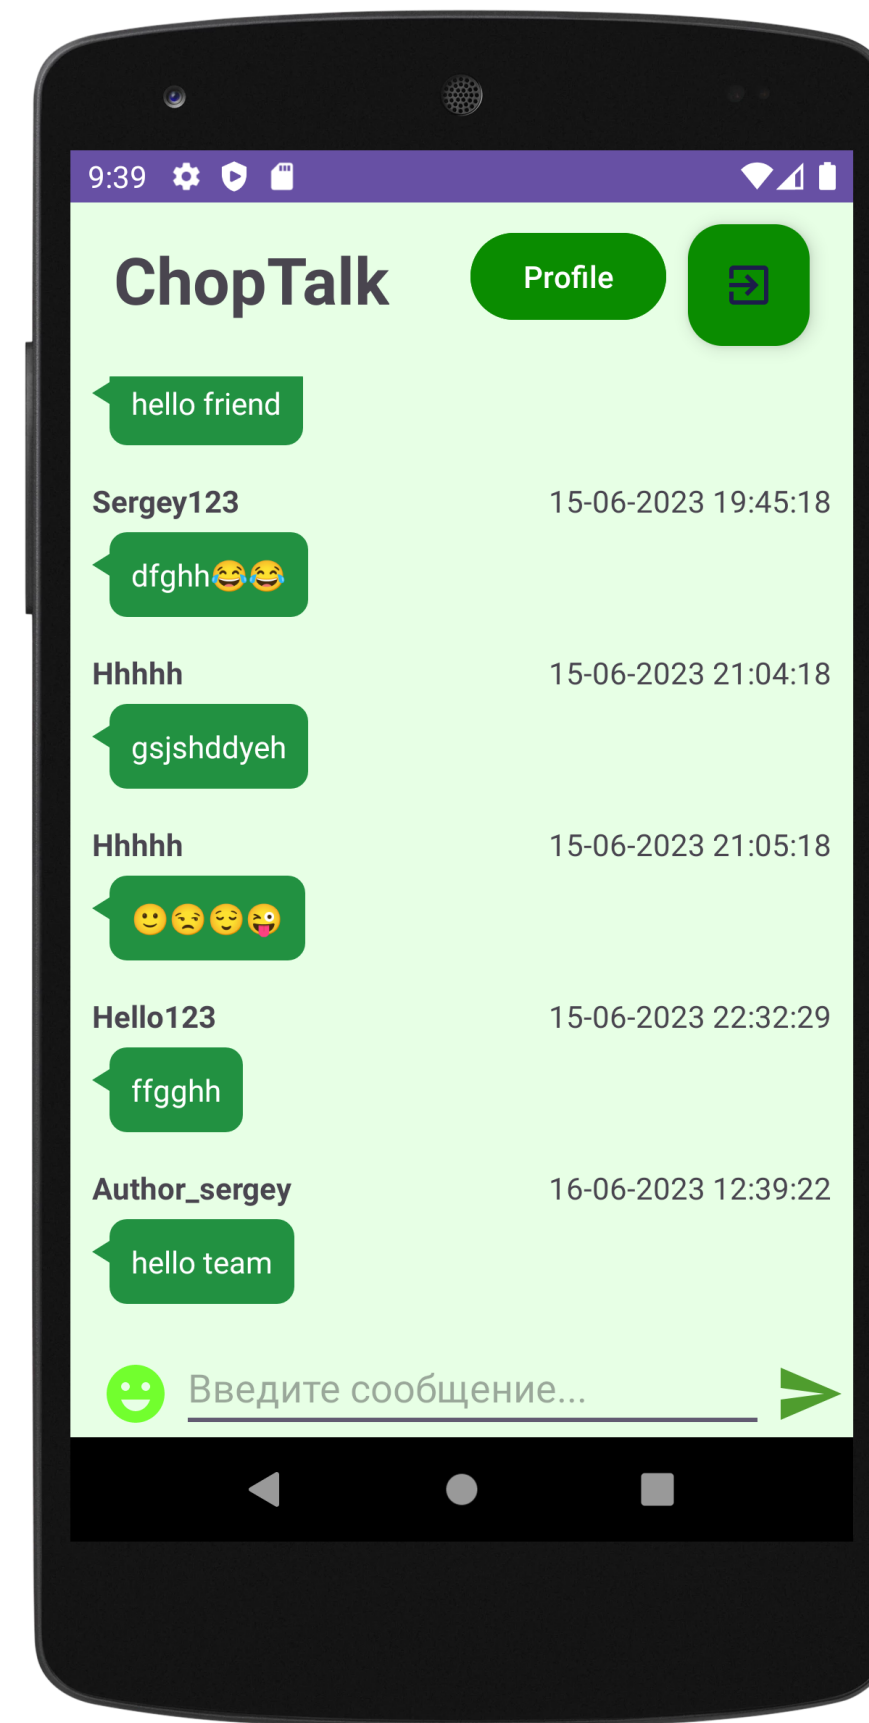 9:39
ChopTalk
Profile
hello friend
Sergey123 15-06-2023 19:45:18
dfghh😂😂
Hhhhh 15-06-2023 21:04:18
gsjshddyeh
Hhhhh 15-06-2023 21:05:18
🙂😒😌😜
Hello123 15-06-2023 22:32:29
ffgghh
Author_sergey 16-06-2023 12:39:22
hello team
Введите сообщение...